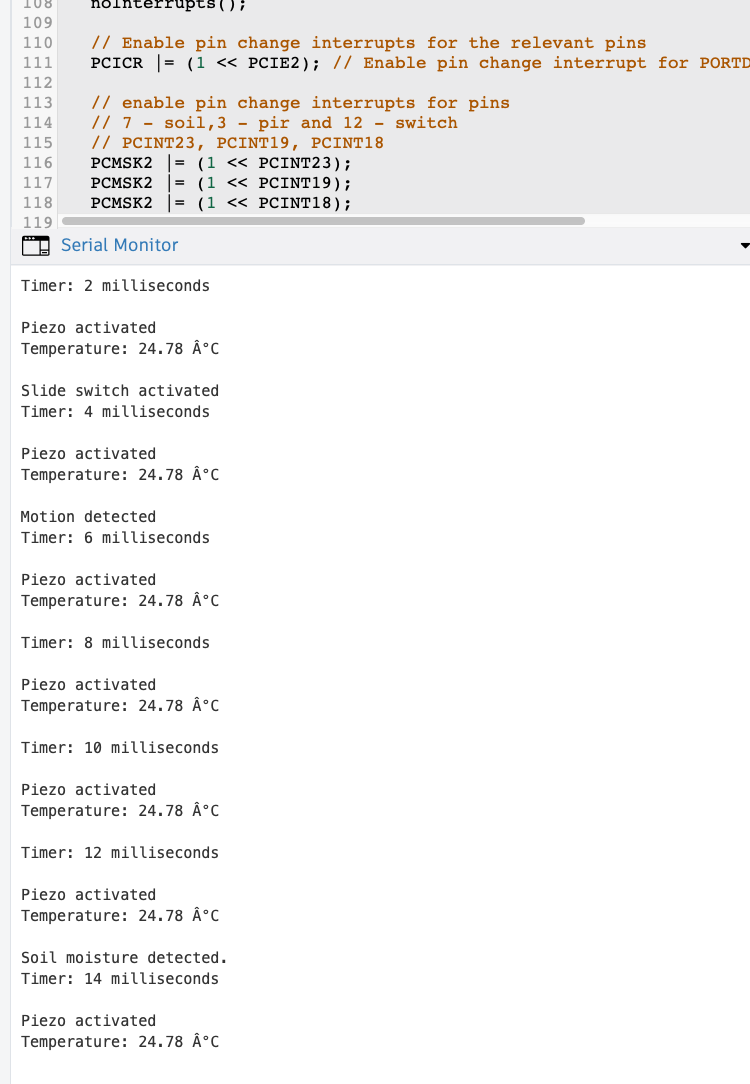 108 noInterrupts();
109
110 // Enable pin change interrupts for the relevant pins
111 PCICR |= (1 << PCIE2); // Enable pin change interrupt for PORTD
112
113 // enable pin change interrupts for pins
114 // 7 - soil,3 - pir and 12 - switch
115 // PCINT23, PCINT19, PCINT18
116 PCMSK2 |= (1 << PCINT23);
117 PCMSK2 |= (1 << PCINT19);
118 PCMSK2 |= (1 << PCINT18);
119
Serial Monitor
Timer: 2 milliseconds
Piezo activated
Temperature: 24.78 Â°C
Slide switch activated
Timer: 4 milliseconds
Piezo activated
Temperature: 24.78 Â°C
Motion detected
Timer: 6 milliseconds
Piezo activated
Temperature: 24.78 Â°C
Timer: 8 milliseconds
Piezo activated
Temperature: 24.78 Â°C
Timer: 10 milliseconds
Piezo activated
Temperature: 24.78 Â°C
Timer: 12 milliseconds
Piezo activated
Temperature: 24.78 Â°C
Soil moisture detected.
Timer: 14 milliseconds
Piezo activated
Temperature: 24.78 Â°C